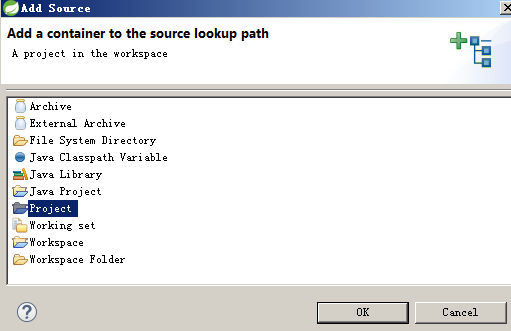 Add Source
Add a container to the source lookup path
A project in the workspace
Archive
External Archive
File System Directory
Java Classpath Variable
Java Library
Java Project
Project
Working set
Workspace
Workspace Folder
?
OK
Cancel